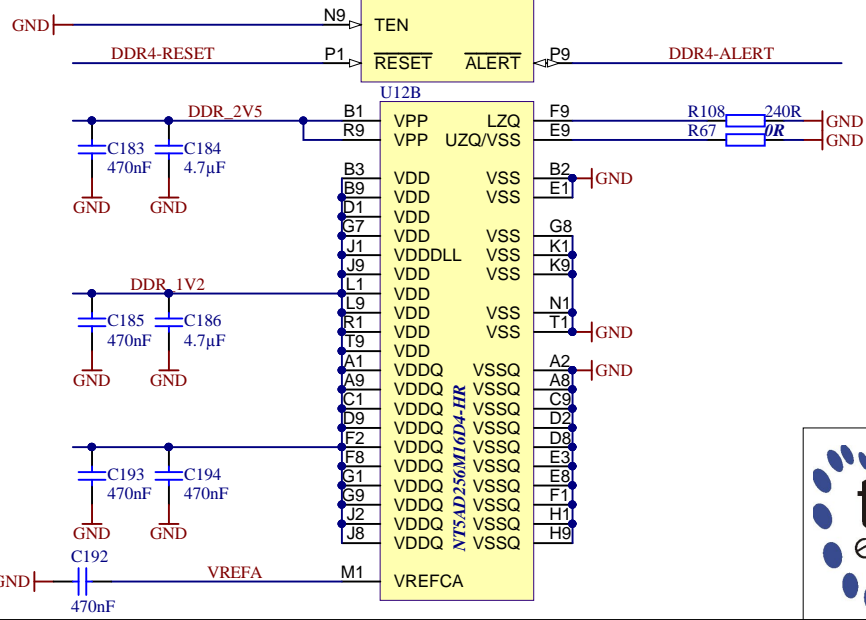 GND N9 TEN
DDR4-RESET P1 RESET ALERT P9 DDR4-ALERT
U12B
DDR_2V5 B1 VPP LZQ F9 R108 240R GND
R9 VPP UZQ/VSS E9 R67 0R GND
C183 470nF C184 4.7µF
GND GND
B3 VDD VSS B2 GND
B9 VDD VSS E1
D1 VDD
G7 VDD VSS G8
J1 VDDDLL VSS K1
J9 VDD VSS K9
DDR_1V2 L1 VDD
L9 VDD VSS N1
R1 VDD VSS T1 GND
T9 VDD
C185 470nF C186 4.7µF
GND GND
A1 VDDQ VSSQ A2 GND
A9 VDDQ VSSQ A8
C1 VDDQ VSSQ C9
D9 VDDQ VSSQ D2
F2 VDDQ VSSQ D8
F8 VDDQ VSSQ E3
G1 VDDQ VSSQ E8
G9 VDDQ VSSQ F1
J2 VDDQ VSSQ H1
J8 VDDQ VSSQ H9
NT5AD256M16D4-HR
C193 470nF C194 470nF
GND GND
C192
GND VREFA M1 VREFCA
470nF